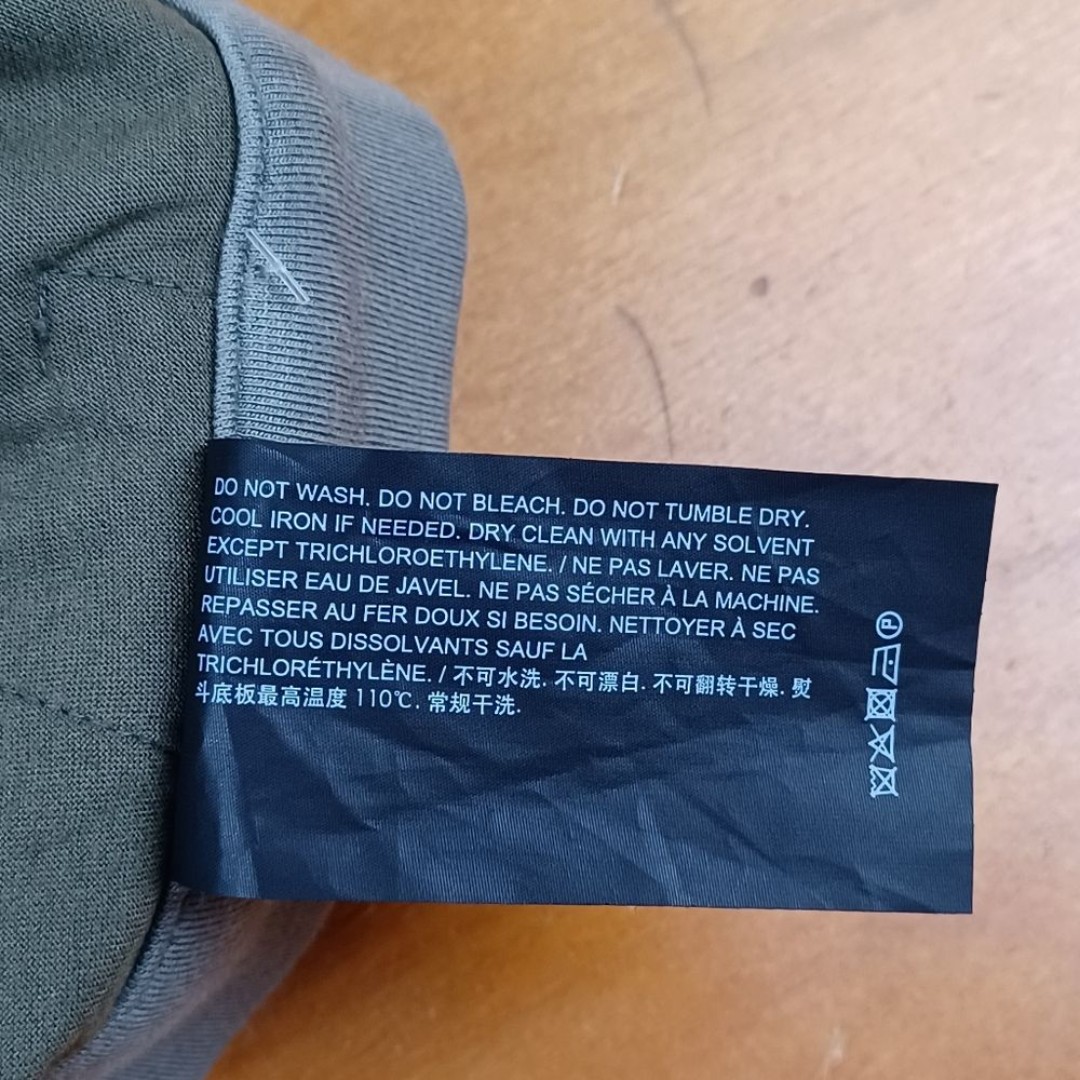 DO NOT WASH. DO NOT BLEACH. DO NOT TUMBLE DRY.
COOL IRON IF NEEDED. DRY CLEAN WITH ANY SOLVENT
EXCEPT TRICHLOROETHYLENE. / NE PAS LAVER. NE PAS
UTILISER EAU DE JAVEL. NE PAS SÉCHER À LA MACHINE.
REPASSER AU FER DOUX SI BESOIN. NETTOYER À SEC
AVEC TOUS DISSOLVANTS SAUF LA
TRICHLORÉTHYLÈNE. / 不可水洗. 不可漂白. 不可翻转干燥. 熨
斗底板最高温度 110℃. 常规干洗.
P